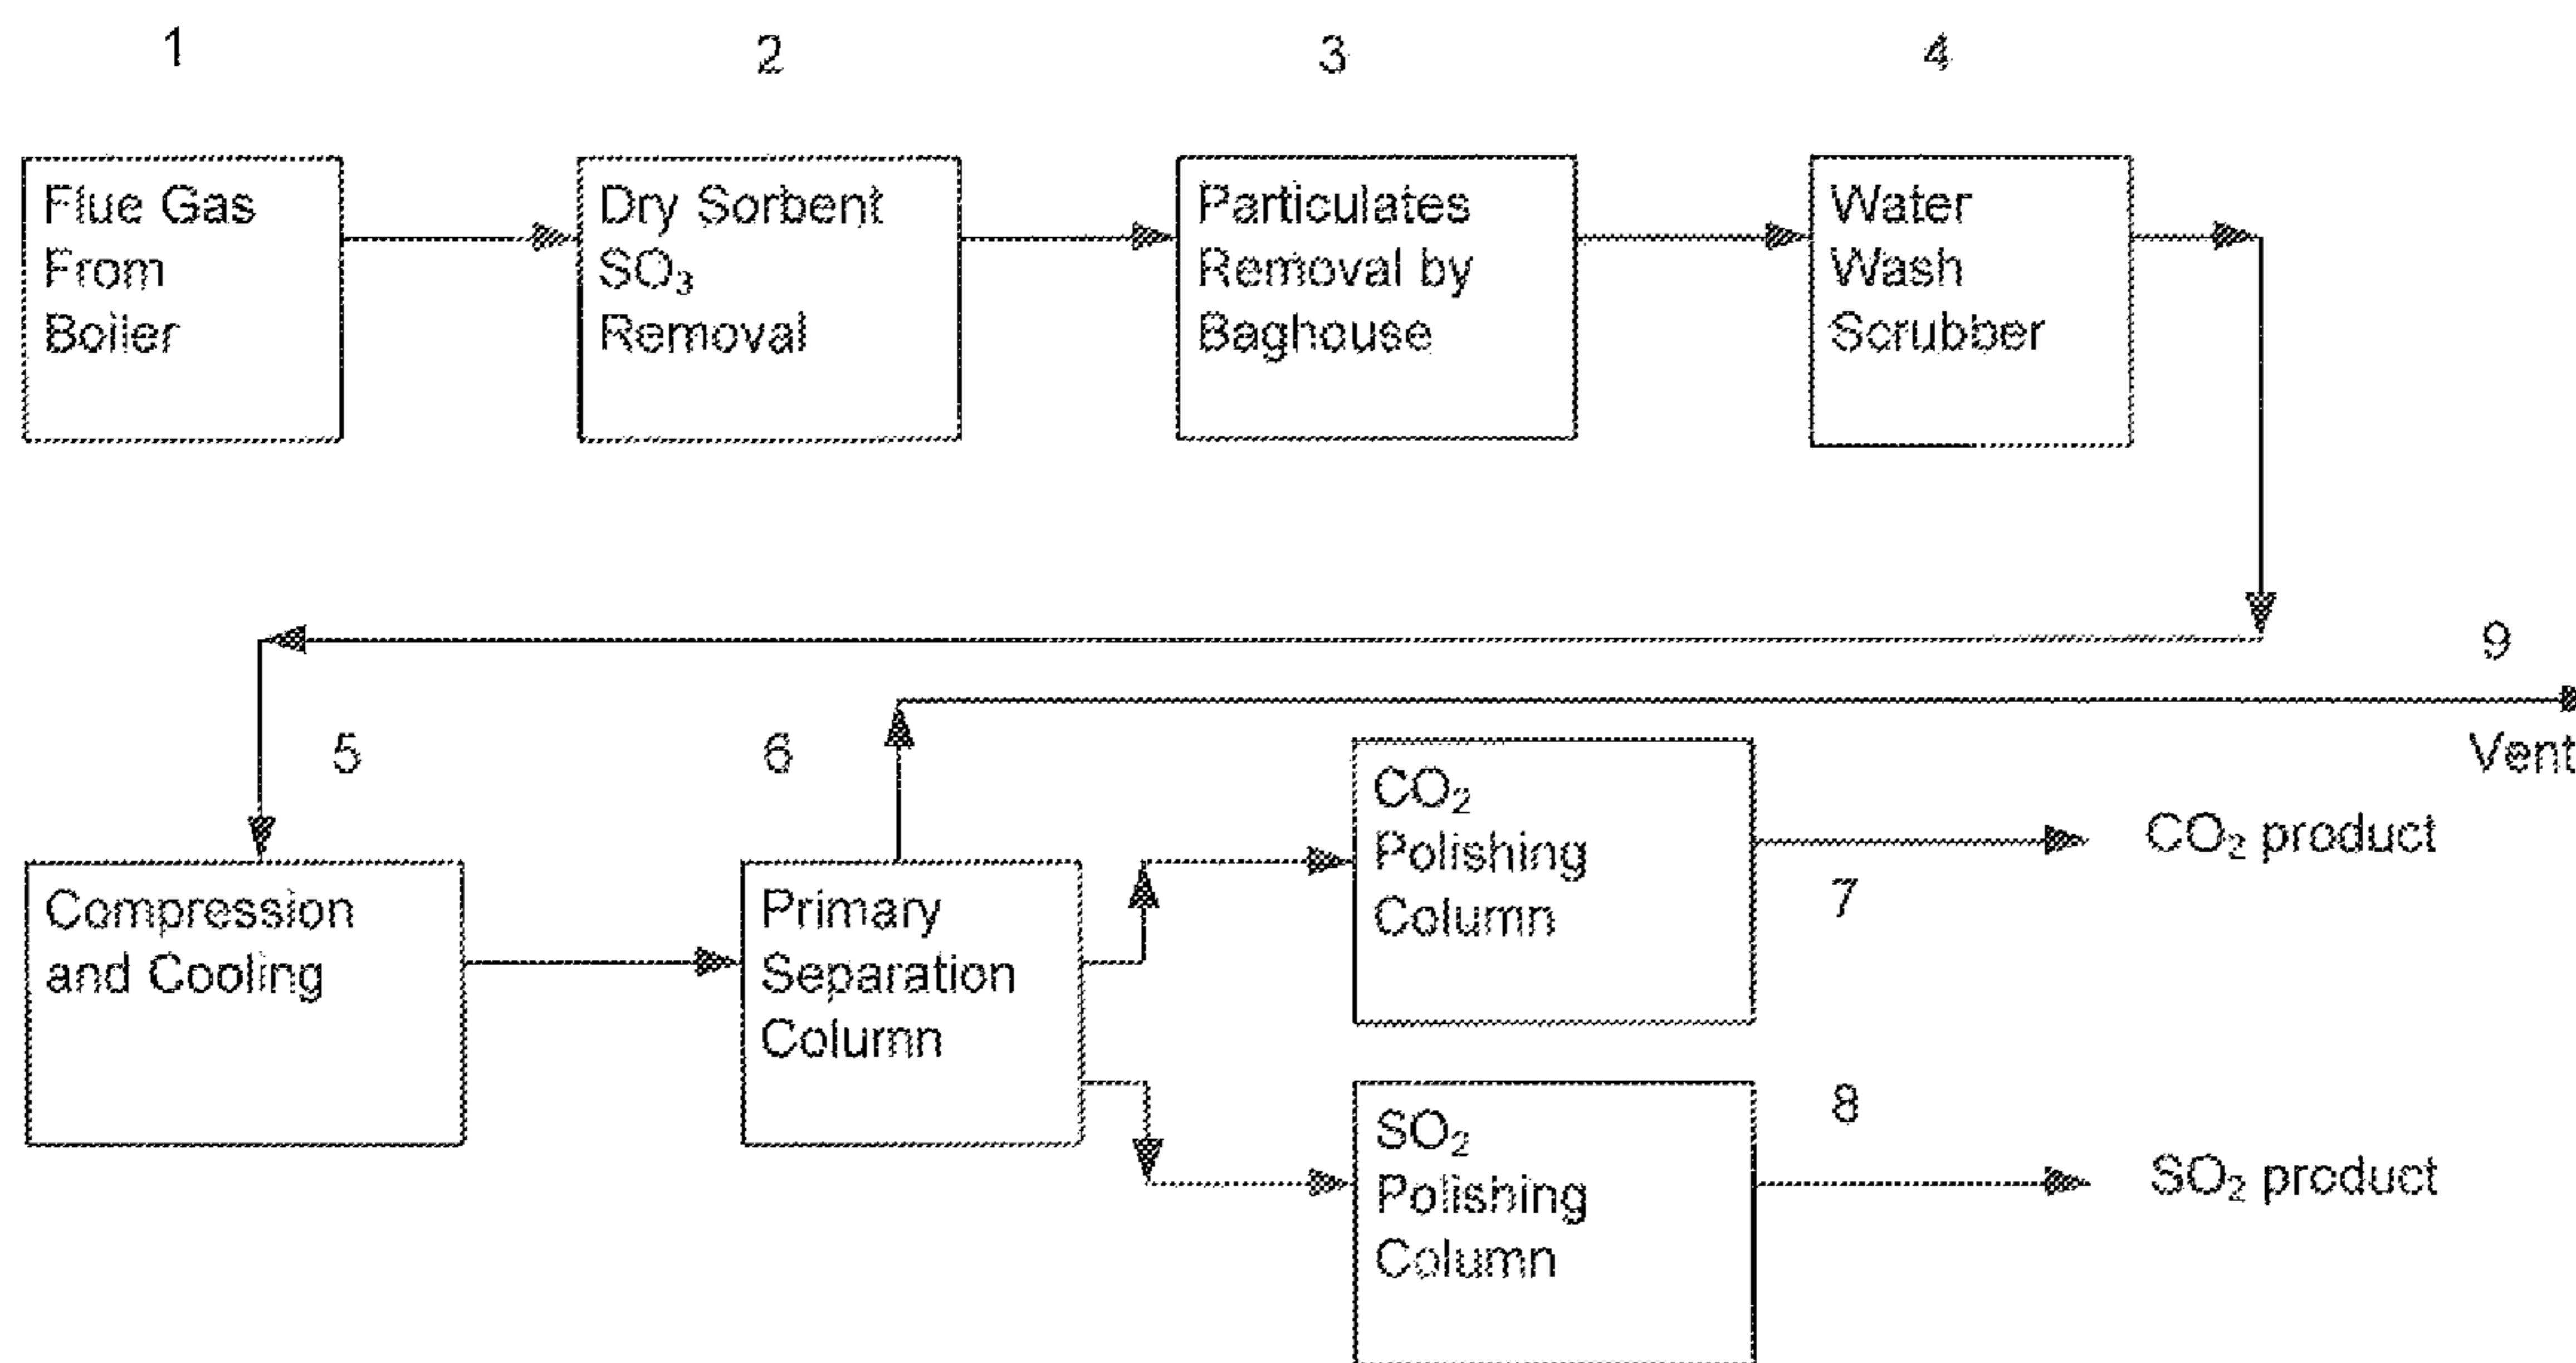 1
2
3
4
Flue Gas
From
Boiler
Dry Sorbent
SO₃
Removal
Particulates
Removal by
Baghouse
Water
Wash
Scrubber
9
Vent
5
6
Compression
and Cooling
Primary
Separation
Column
CO₂
Polishing
Column
7
CO₂ product
SO₂
Polishing
Column
8
SO₂ product